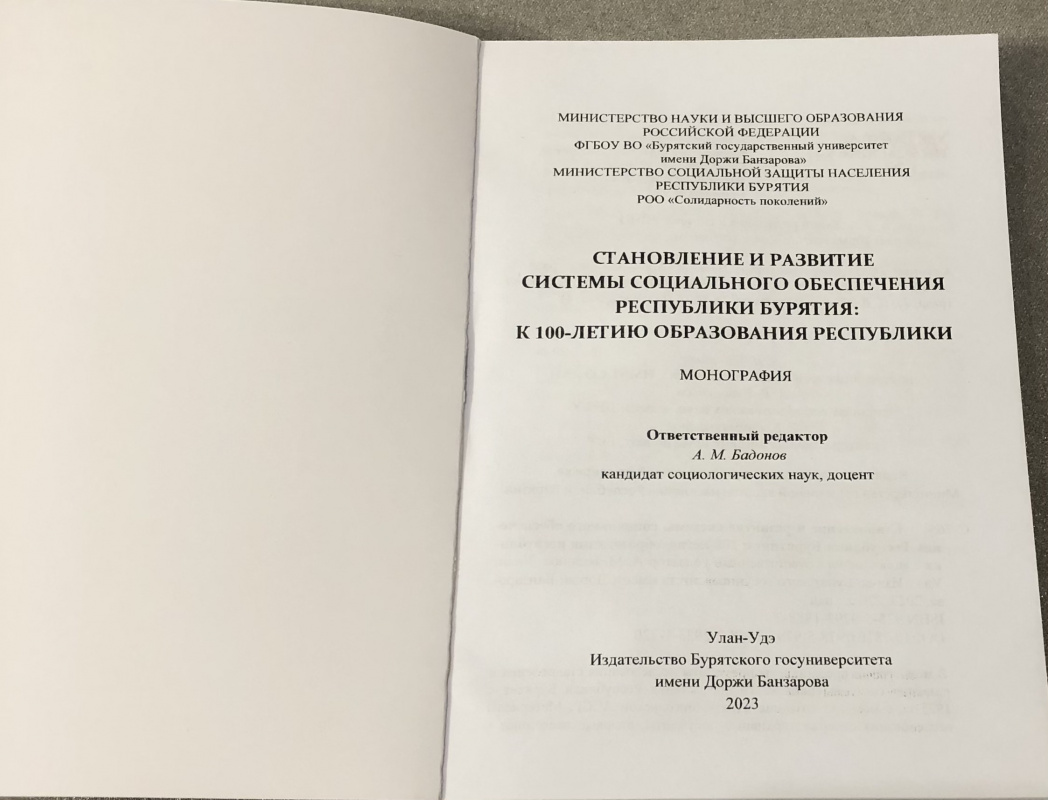 МИНИСТЕРСТВО НАУКИ И ВЫСШЕГО ОБРАЗОВАНИЯ
РОССИЙСКОЙ ФЕДЕРАЦИИ
ФГБОУ ВО «Бурятский государственный университет
имени Доржи Банзарова»
МИНИСТЕРСТВО СОЦИАЛЬНОЙ ЗАЩИТЫ НАСЕЛЕНИЯ
РЕСПУБЛИКИ БУРЯТИЯ
РОО «Солидарность поколений»
СТАНОВЛЕНИЕ И РАЗВИТИЕ
СИСТЕМЫ СОЦИАЛЬНОГО ОБЕСПЕЧЕНИЯ
РЕСПУБЛИКИ БУРЯТИЯ:
К 100-ЛЕТИЮ ОБРАЗОВАНИЯ РЕСПУБЛИКИ
МОНОГРАФИЯ
Ответственный редактор
А. М. Бадонов
кандидат социологических наук, доцент
Улан-Удэ
Издательство Бурятского госуниверситета
имени Доржи Банзарова
2023